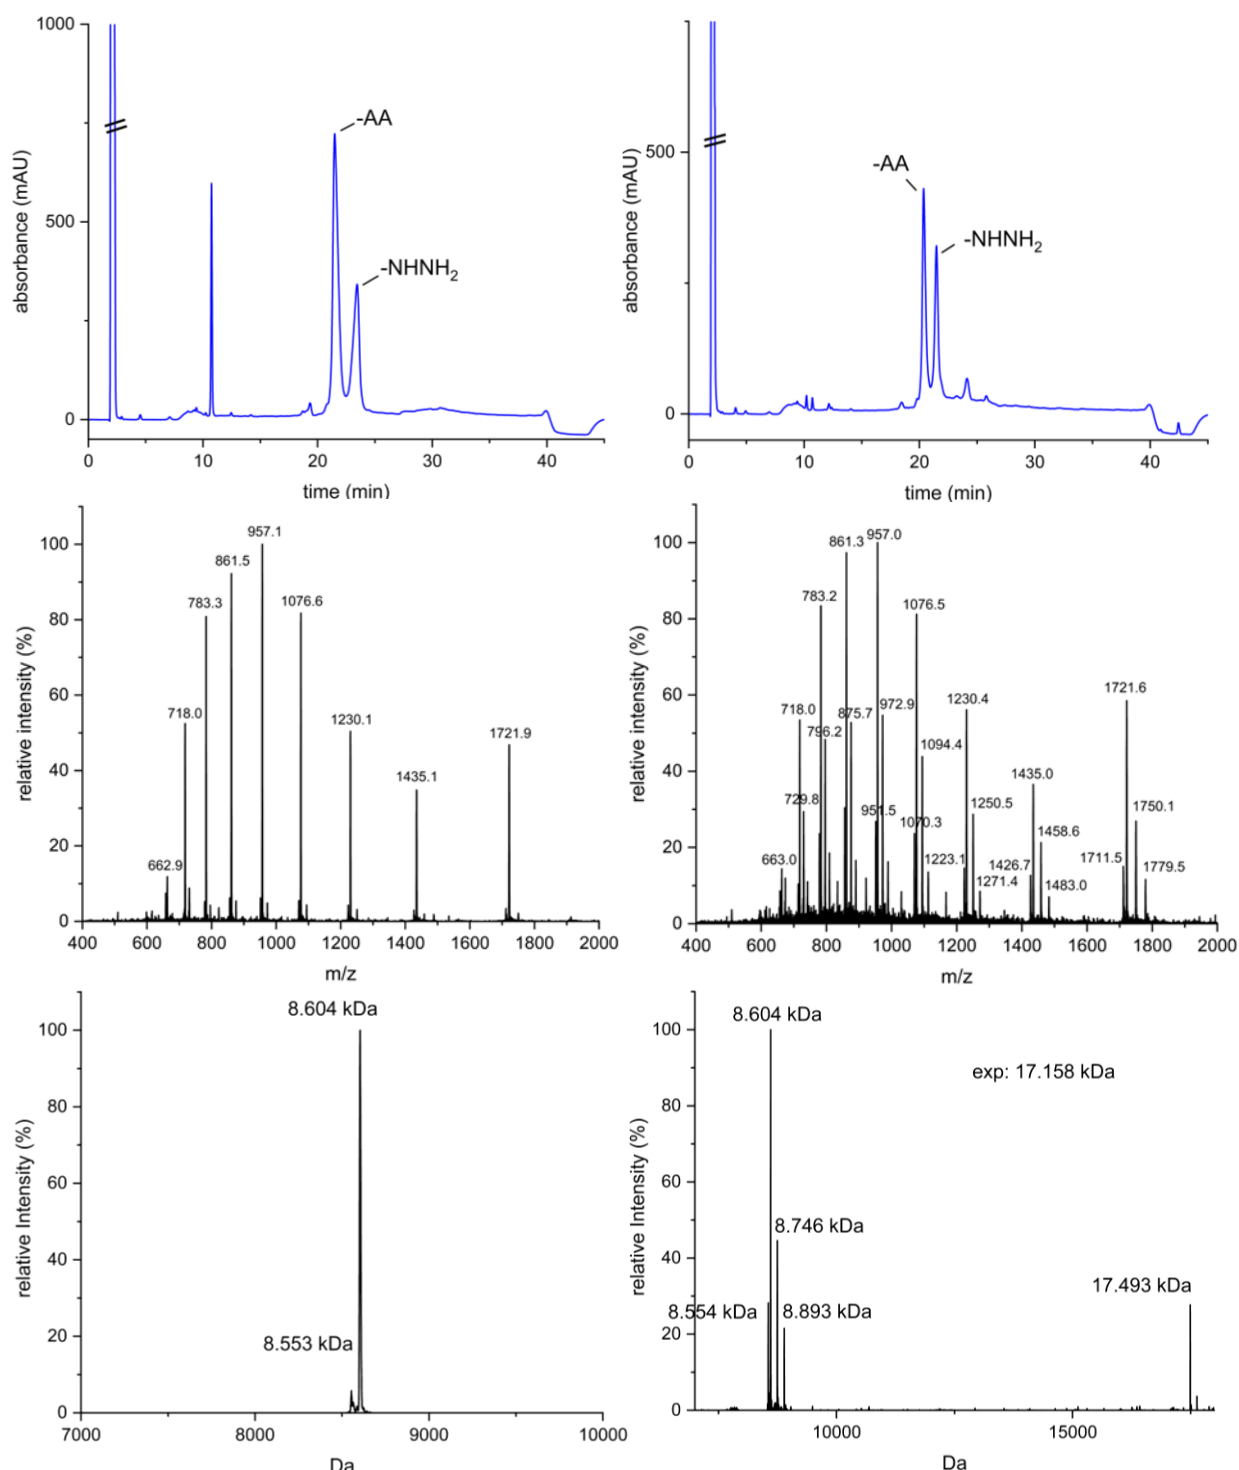 1000
500
0
absorbance (mAU)
-AA
-NHNH2
0 10 20 30 40
time (min)
500
0
absorbance (mAU)
-AA
-NHNH2
0 10 20 30 40
time (min)
100
80
60
40
20
0
relative intensity (%)
662.9
718.0
783.3
861.5
957.1
1076.6
1230.1
1435.1
1721.9
400 600 800 1000 1200 1400 1600 1800 2000
m/z
100
80
60
40
20
0
relative intensity (%)
663.0
718.0
729.8
783.2
796.2
861.3
875.7
951.5
957.0
972.9
1070.3
1076.5
1094.4
1223.1
1230.4
1250.5
1271.4
1426.7
1435.0
1458.6
1483.0
1711.5
1721.6
1750.1
1779.5
400 600 800 1000 1200 1400 1600 1800 2000
m/z
100
80
60
40
20
0
relative Intensity (%)
8.604 kDa
8.553 kDa
7000 8000 9000 10000
Da
100
80
60
40
20
0
relative Intensity (%)
8.604 kDa
exp: 17.158 kDa
8.746 kDa
17.493 kDa
8.554 kDa
8.893 kDa
10000 15000
Da